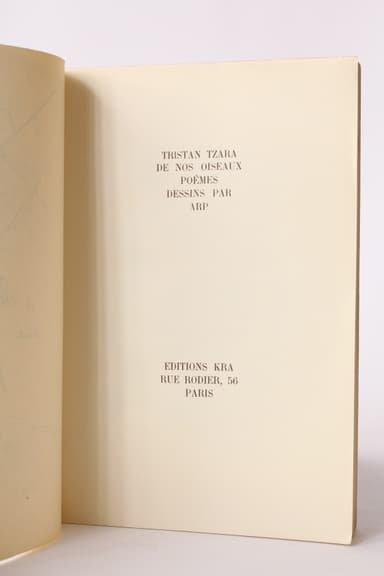 TRISTAN TZARA
DE NOS OISEAUX
POÈMES
DESSINS PAR
ARP
EDITIONS KRA
RUE RODIER, 56
PARIS